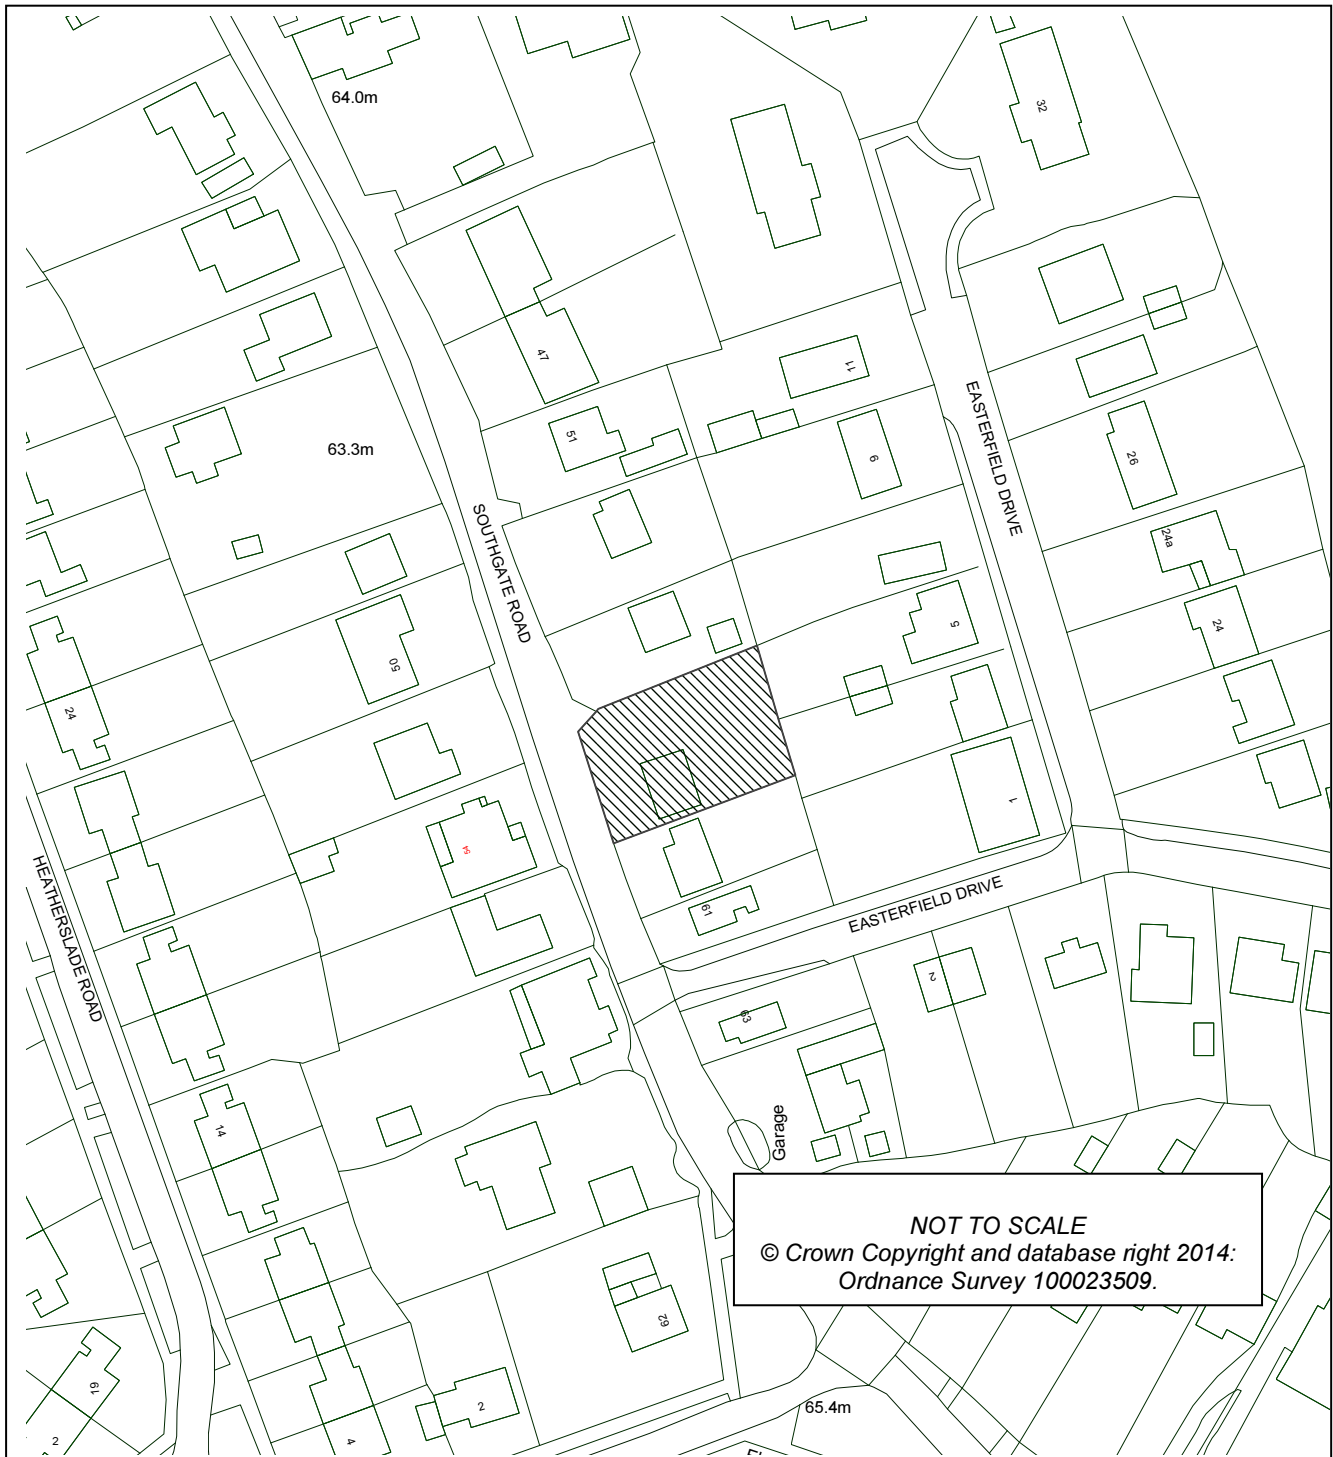 64.0m
32
47
11
51
6
63.3m
EASTERFIELD DRIVE
26
SOUTHGATE ROAD
24a
50
5
24
24
1
54
HEATHERSLADE ROAD
61
EASTERFIELD DRIVE
2
63
14
Garage
NOT TO SCALE
© Crown Copyright and database right 2014:
Ordnance Survey 100023509.
62
19
2
65.4m
2
4